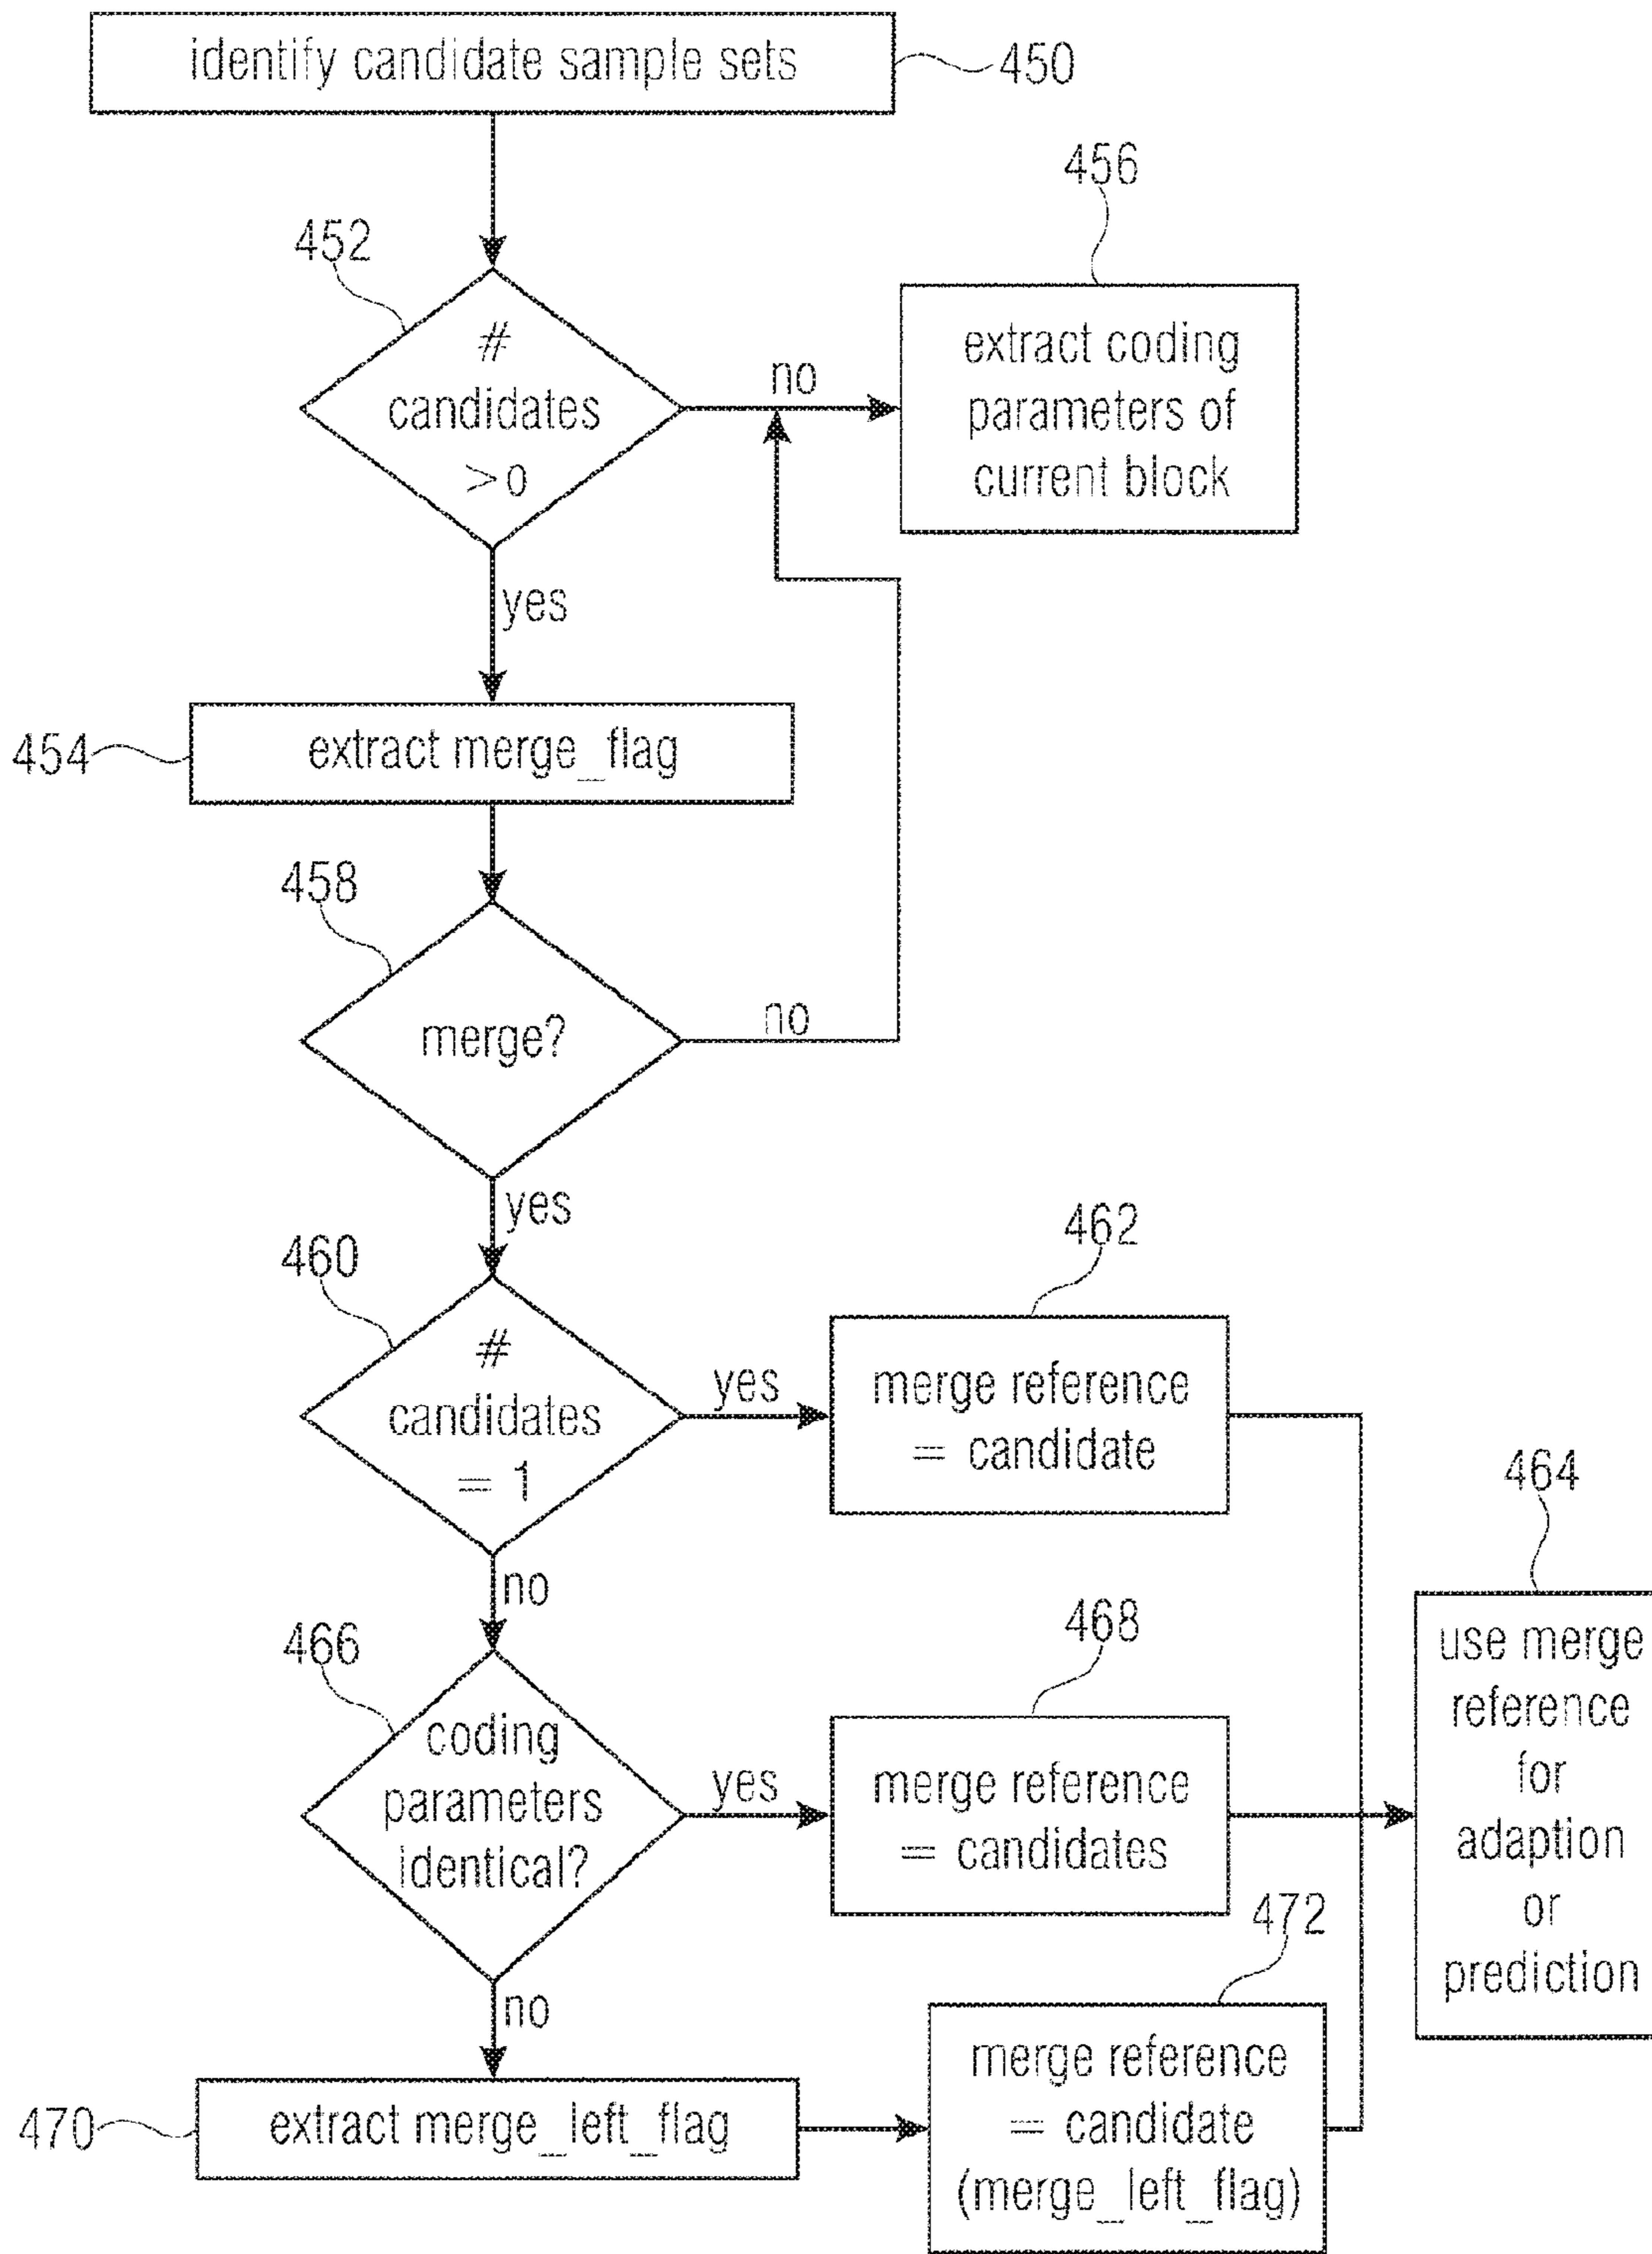 identify candidate sample sets
450
456
452
#
candidates
>0
no
extract coding
parameters of
current block
yes
454
extract merge_flag
458
merge?
no
yes
460
#
candidates
= 1
yes
462
merge reference
= candidate
464
use merge
reference
for
adaption
or
prediction
no
466
coding
parameters
identical?
yes
468
merge reference
= candidates
no
470
extract merge_left_flag
472
merge reference
= candidate
(merge_left_flag)